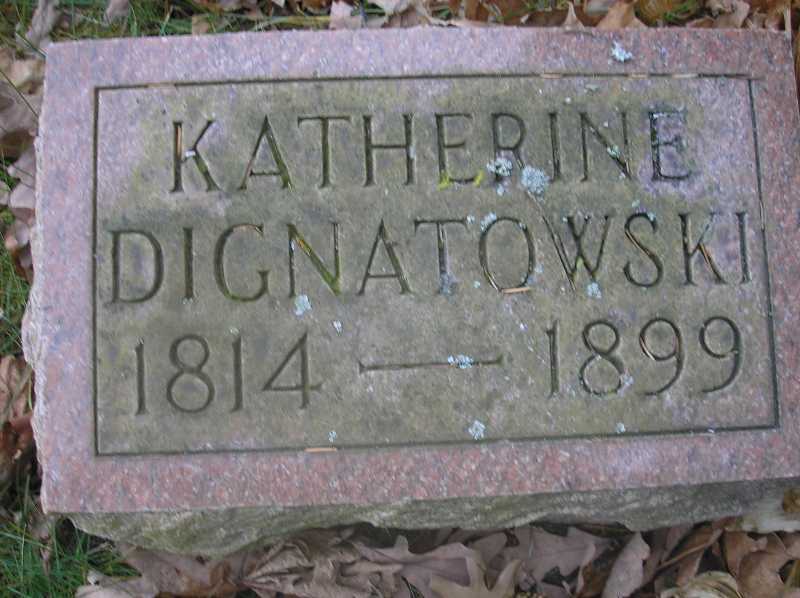 KATHERINE
DIGNATOWSKI
1814 — 1899